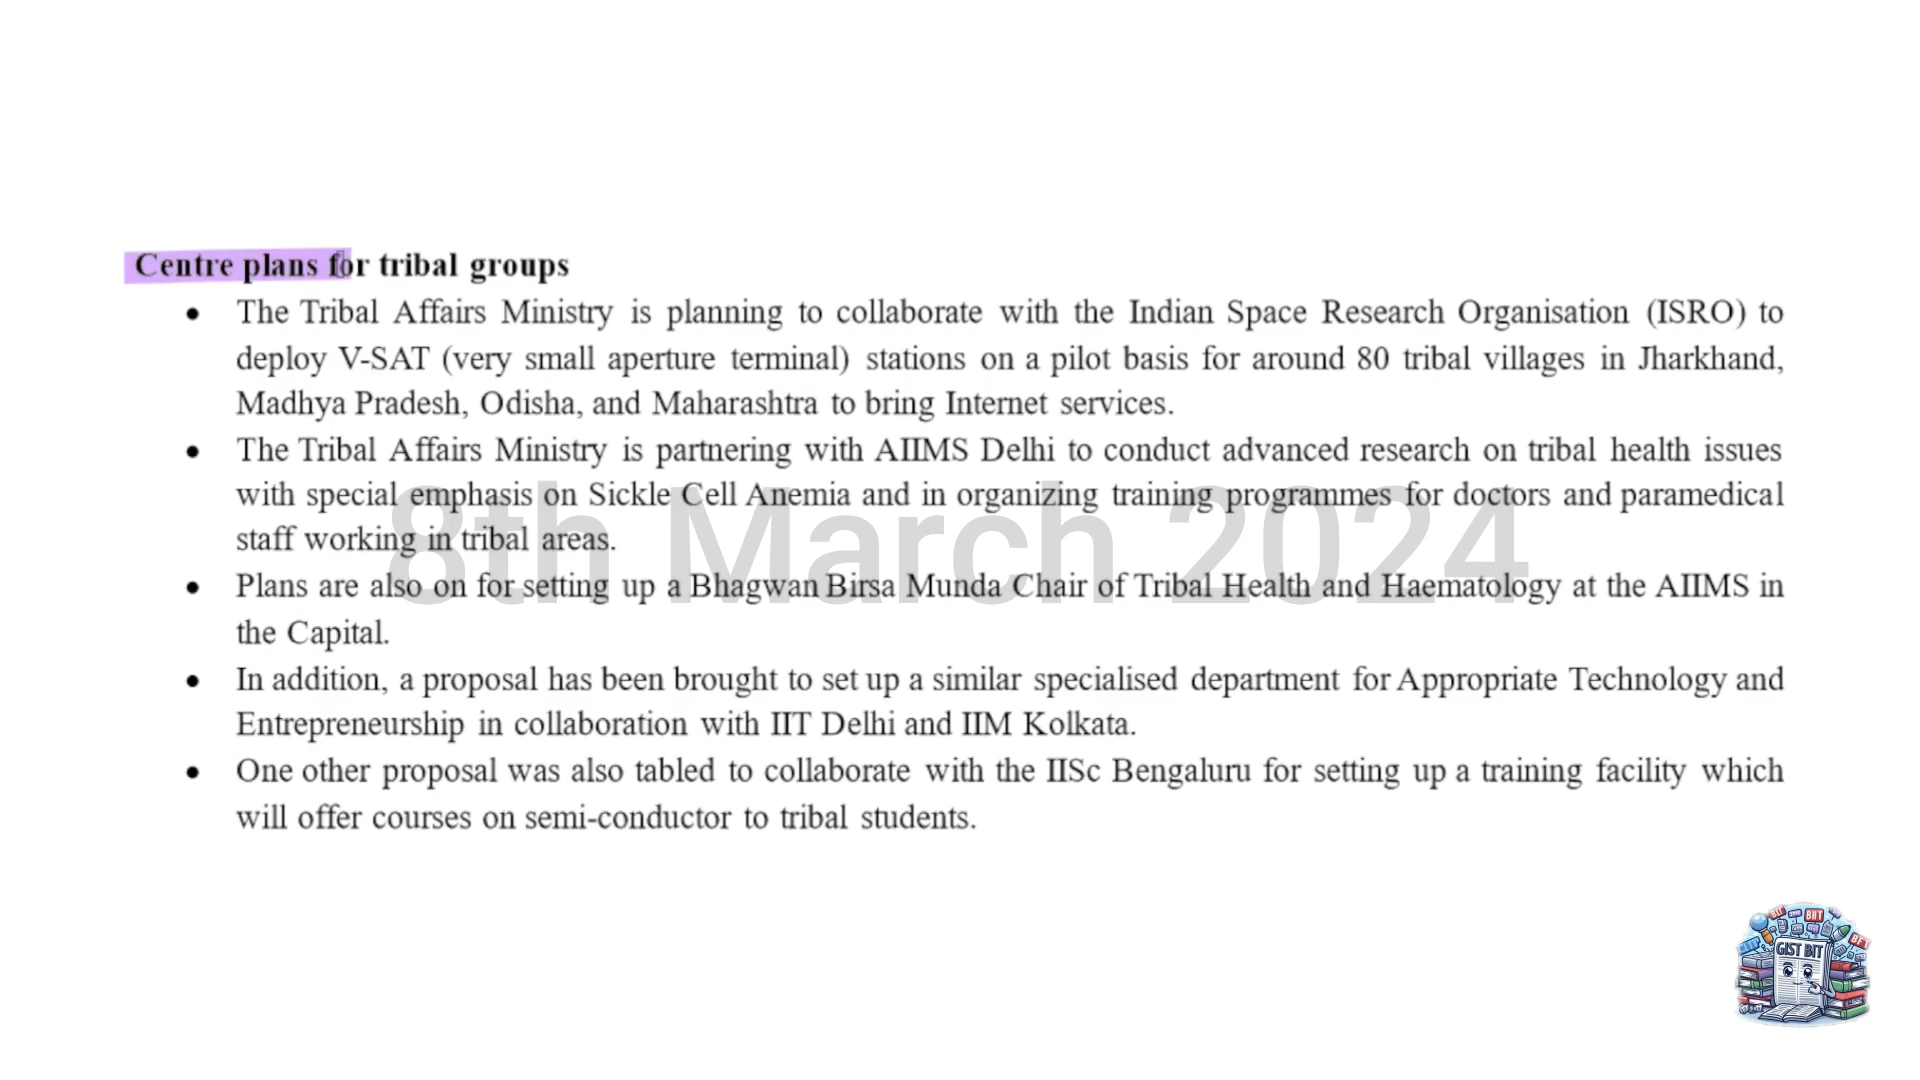 Centre plans for tribal groups
• The Tribal Affairs Ministry is planning to collaborate with the Indian Space Research Organisation (ISRO) to
deploy V-SAT (very small aperture terminal) stations on a pilot basis for around 80 tribal villages in Jharkhand,
Madhya Pradesh, Odisha, and Maharashtra to bring Internet services.
• The Tribal Affairs Ministry is partnering with AIIMS Delhi to conduct advanced research on tribal health issues
with special emphasis on Sickle Cell Anemia and in organizing training programmes for doctors and paramedical
staff working in tribal areas.
8th March 2024
• Plans are also on for setting up a Bhagwan Birsa Munda Chair of Tribal Health and Haematology at the AIIMS in
the Capital.
• In addition, a proposal has been brought to set up a similar specialised department for Appropriate Technology and
Entrepreneurship in collaboration with IIT Delhi and IIM Kolkata.
• One other proposal was also tabled to collaborate with the IISc Bengaluru for setting up a training facility which
will offer courses on semi-conductor to tribal students.
GIST BIT